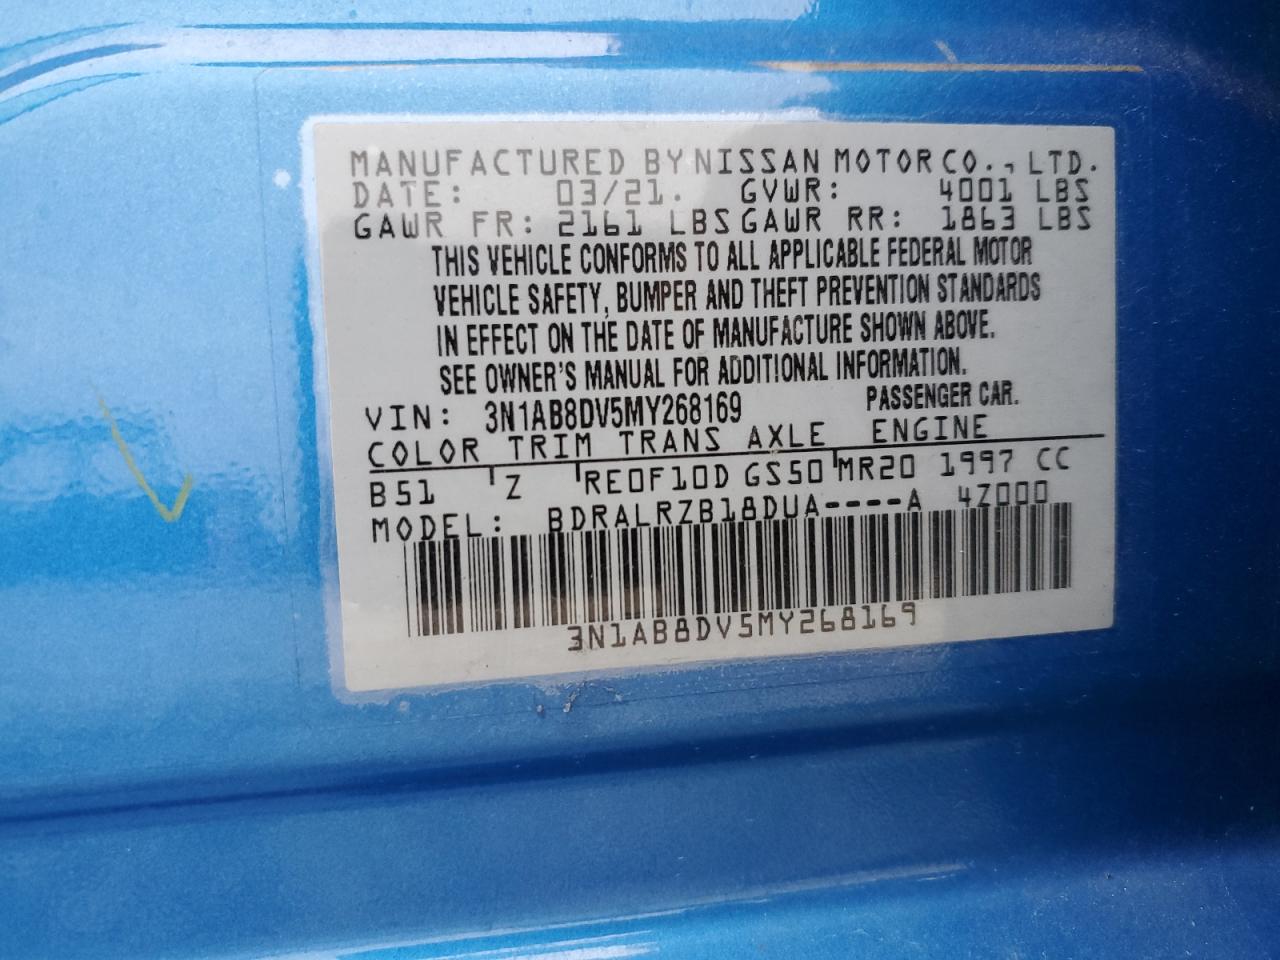 MANUFACTURED BY NISSAN MOTOR CO., LTD.
DATE: 03/21. GVWR: 4001 LBS
GAWR FR: 2161 LBS GAWR RR: 1863 LBS
THIS VEHICLE CONFORMS TO ALL APPLICABLE FEDERAL MOTOR
VEHICLE SAFETY, BUMPER AND THEFT PREVENTION STANDARDS
IN EFFECT ON THE DATE OF MANUFACTURE SHOWN ABOVE.
SEE OWNER'S MANUAL FOR ADDITIONAL INFORMATION.
VIN: 3N1AB8DV5MY268169 PASSENGER CAR.
COLOR TRIM TRANS AXLE ENGINE
B51 Z RE0F10D GS50 MR20 1997 CC
MODEL: BDRALRZB18DUA----A 4Z000
3N1AB8DV5MY268169